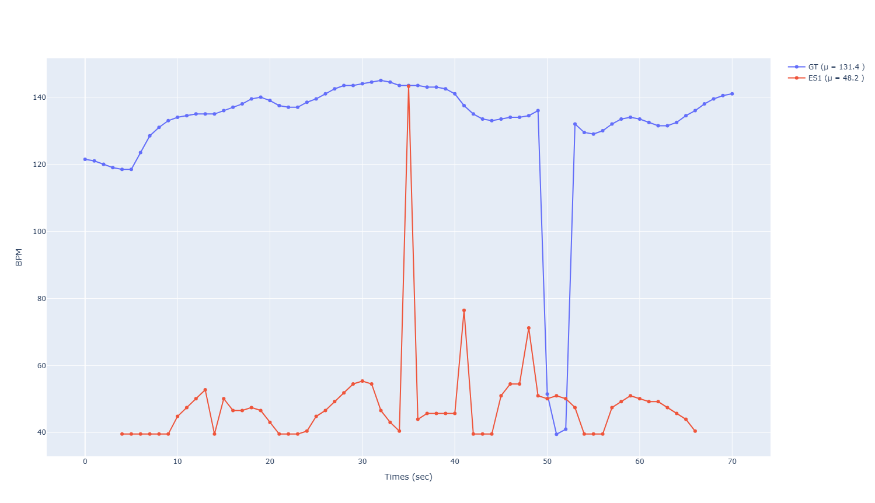 GT (μ = 131.4 )
ES1 (μ = 48.2 )
BPM
140
120
100
80
60
40
0 10 20 30 40 50 60 70
Times (sec)